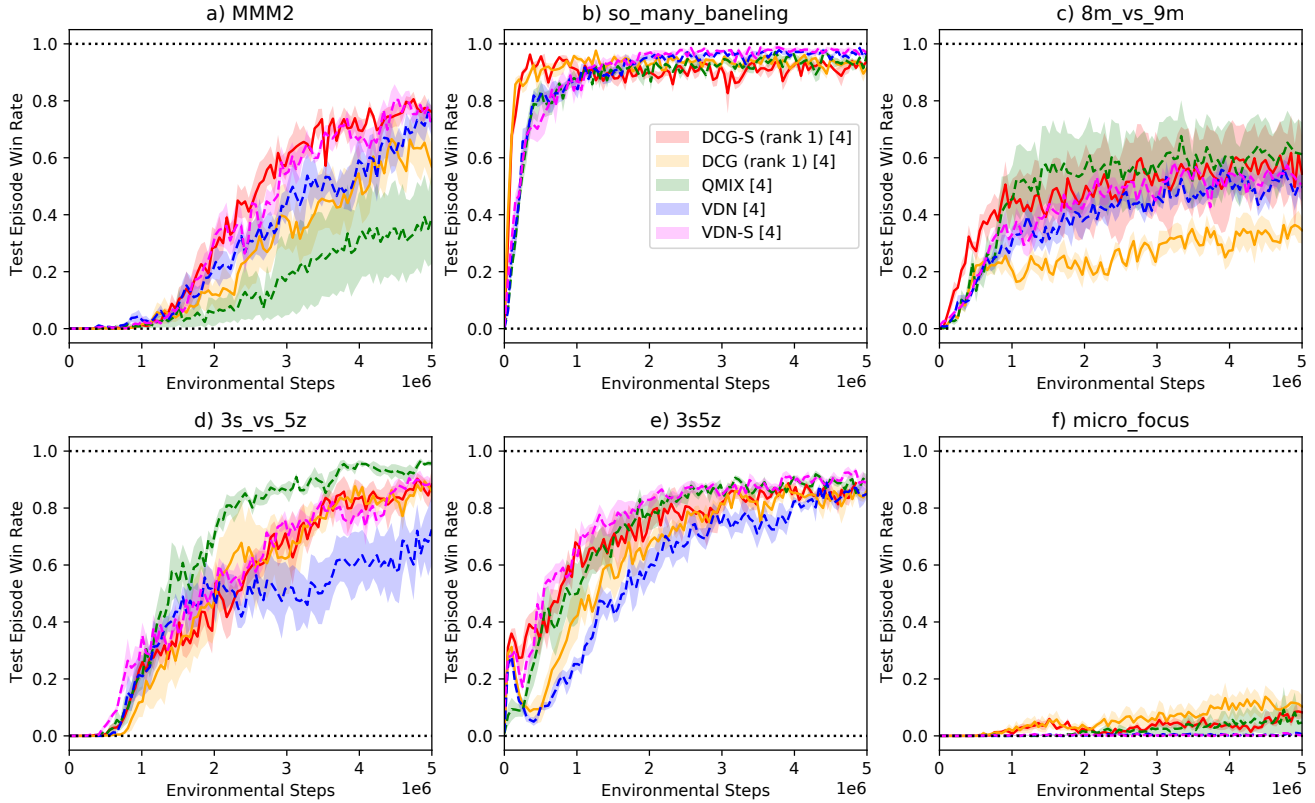 a) MMM2
b) so_many_baneling
c) 8m_vs_9m
Test Episode Win Rate
1.0
0.8
0.6
0.4
0.2
0.0
0 1 2 3 4 5
Environmental Steps
1e6
Test Episode Win Rate
1.0
0.8
0.6
0.4
0.2
0.0
0 1 2 3 4 5
Environmental Steps
1e6
DCG-S (rank 1) [4]
DCG (rank 1) [4]
QMIX [4]
VDN [4]
VDN-S [4]
Test Episode Win Rate
1.0
0.8
0.6
0.4
0.2
0.0
0 1 2 3 4 5
Environmental Steps
1e6
d) 3s_vs_5z
e) 3s5z
f) micro_focus
Test Episode Win Rate
1.0
0.8
0.6
0.4
0.2
0.0
0 1 2 3 4 5
Environmental Steps
1e6
Test Episode Win Rate
1.0
0.8
0.6
0.4
0.2
0.0
0 1 2 3 4 5
Environmental Steps
1e6
Test Episode Win Rate
1.0
0.8
0.6
0.4
0.2
0.0
0 1 2 3 4 5
Environmental Steps
1e6